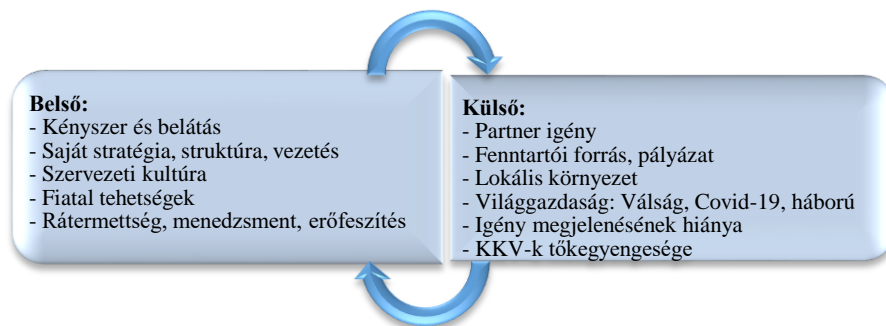 Belső:
- Kényszer és belátás
- Saját stratégia, struktúra, vezetés
- Szervezeti kultúra
- Fiatal tehetségek
- Rátermettség, menedzsment, erőfeszítés
Külső:
- Partner igény
- Fenntartói forrás, pályázat
- Lokális környezet
- Világgazdaság: Válság, Covid-19, háború
- Igény megjelenésének hiánya
- KKV-k tőkegyengesége